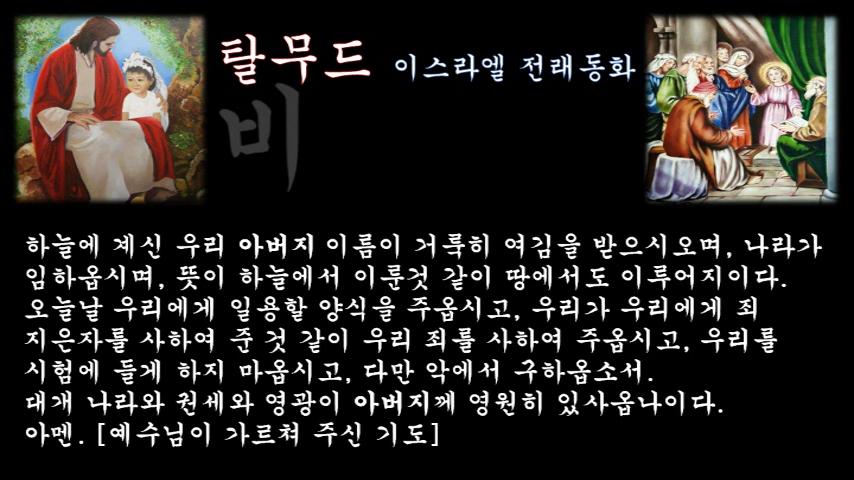 탈무드 이스라엘 전래동화
비
하늘에 계신 우리 아버지 이름이 거룩히 여김을 받으시오며, 나라가
임하옵시며, 뜻이 하늘에서 이룬것 같이 땅에서도 이루어지이다.
오늘날 우리에게 일용할 양식을 주옵시고, 우리가 우리에게 죄
지은자를 사하여 준 것 같이 우리 죄를 사하여 주옵시고, 우리를
시험에 들게 하지 마옵시고, 다만 악에서 구하옵소서.
대개 나라와 권세와 영광이 아버지께 영원히 있사옵나이다.
아멘. [예수님이 가르쳐 주신 기도]